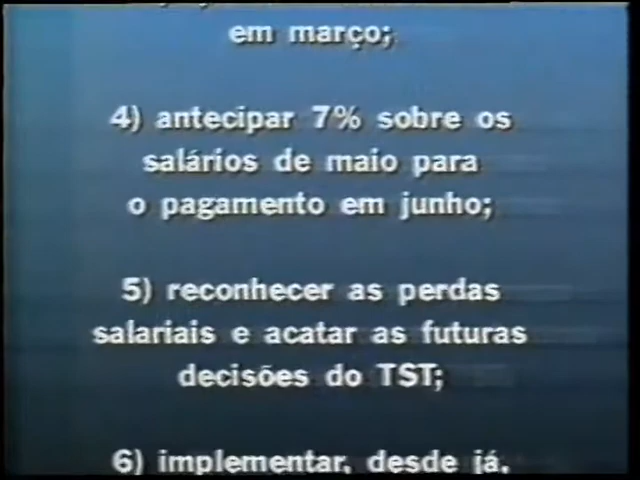 em março;
4) antecipar 7% sobre os
salários de maio para
o pagamento em junho;
5) reconhecer as perdas
salariais e acatar as futuras
decisões do TST;
6) implementar, desde já,